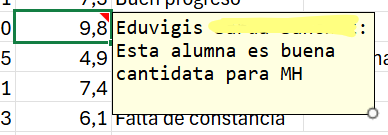 Buen progreso
0 9,8 Eduvigis :
5 4,9 Esta alumna es buena
7,4 cantidata para MH
3 6,1 Falta de constancia